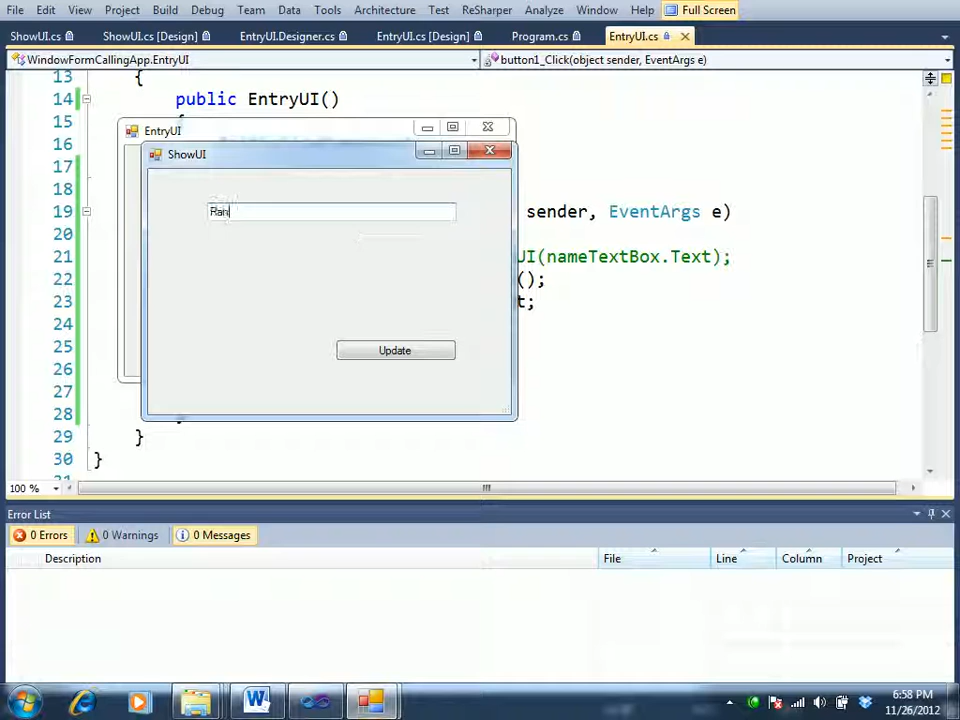 File Edit View Project Build Debug Team Data Tools Architecture Test ReSharper Analyze Window Help Full Screen
ShowUI.cs ShowUI.cs [Design] EntryUI.Designer.cs EntryUI.cs [Design] Program.cs EntryUI.cs
WindowFormCallingApp.EntryUI button1_Click(object sender, EventArgs e)
13 {
14 public EntryUI()
15
16
17
18
19 sender, EventArgs e)
20
21 UI(nameTextBox.Text);
22 ();
23 t;
24
25
26
27
28
29 }
30 }
EntryUI
ShowUI
Update
100 %
Error List
0 Errors 0 Warnings 0 Messages
Description File Line Column Project
6:58 PM
11/26/2012